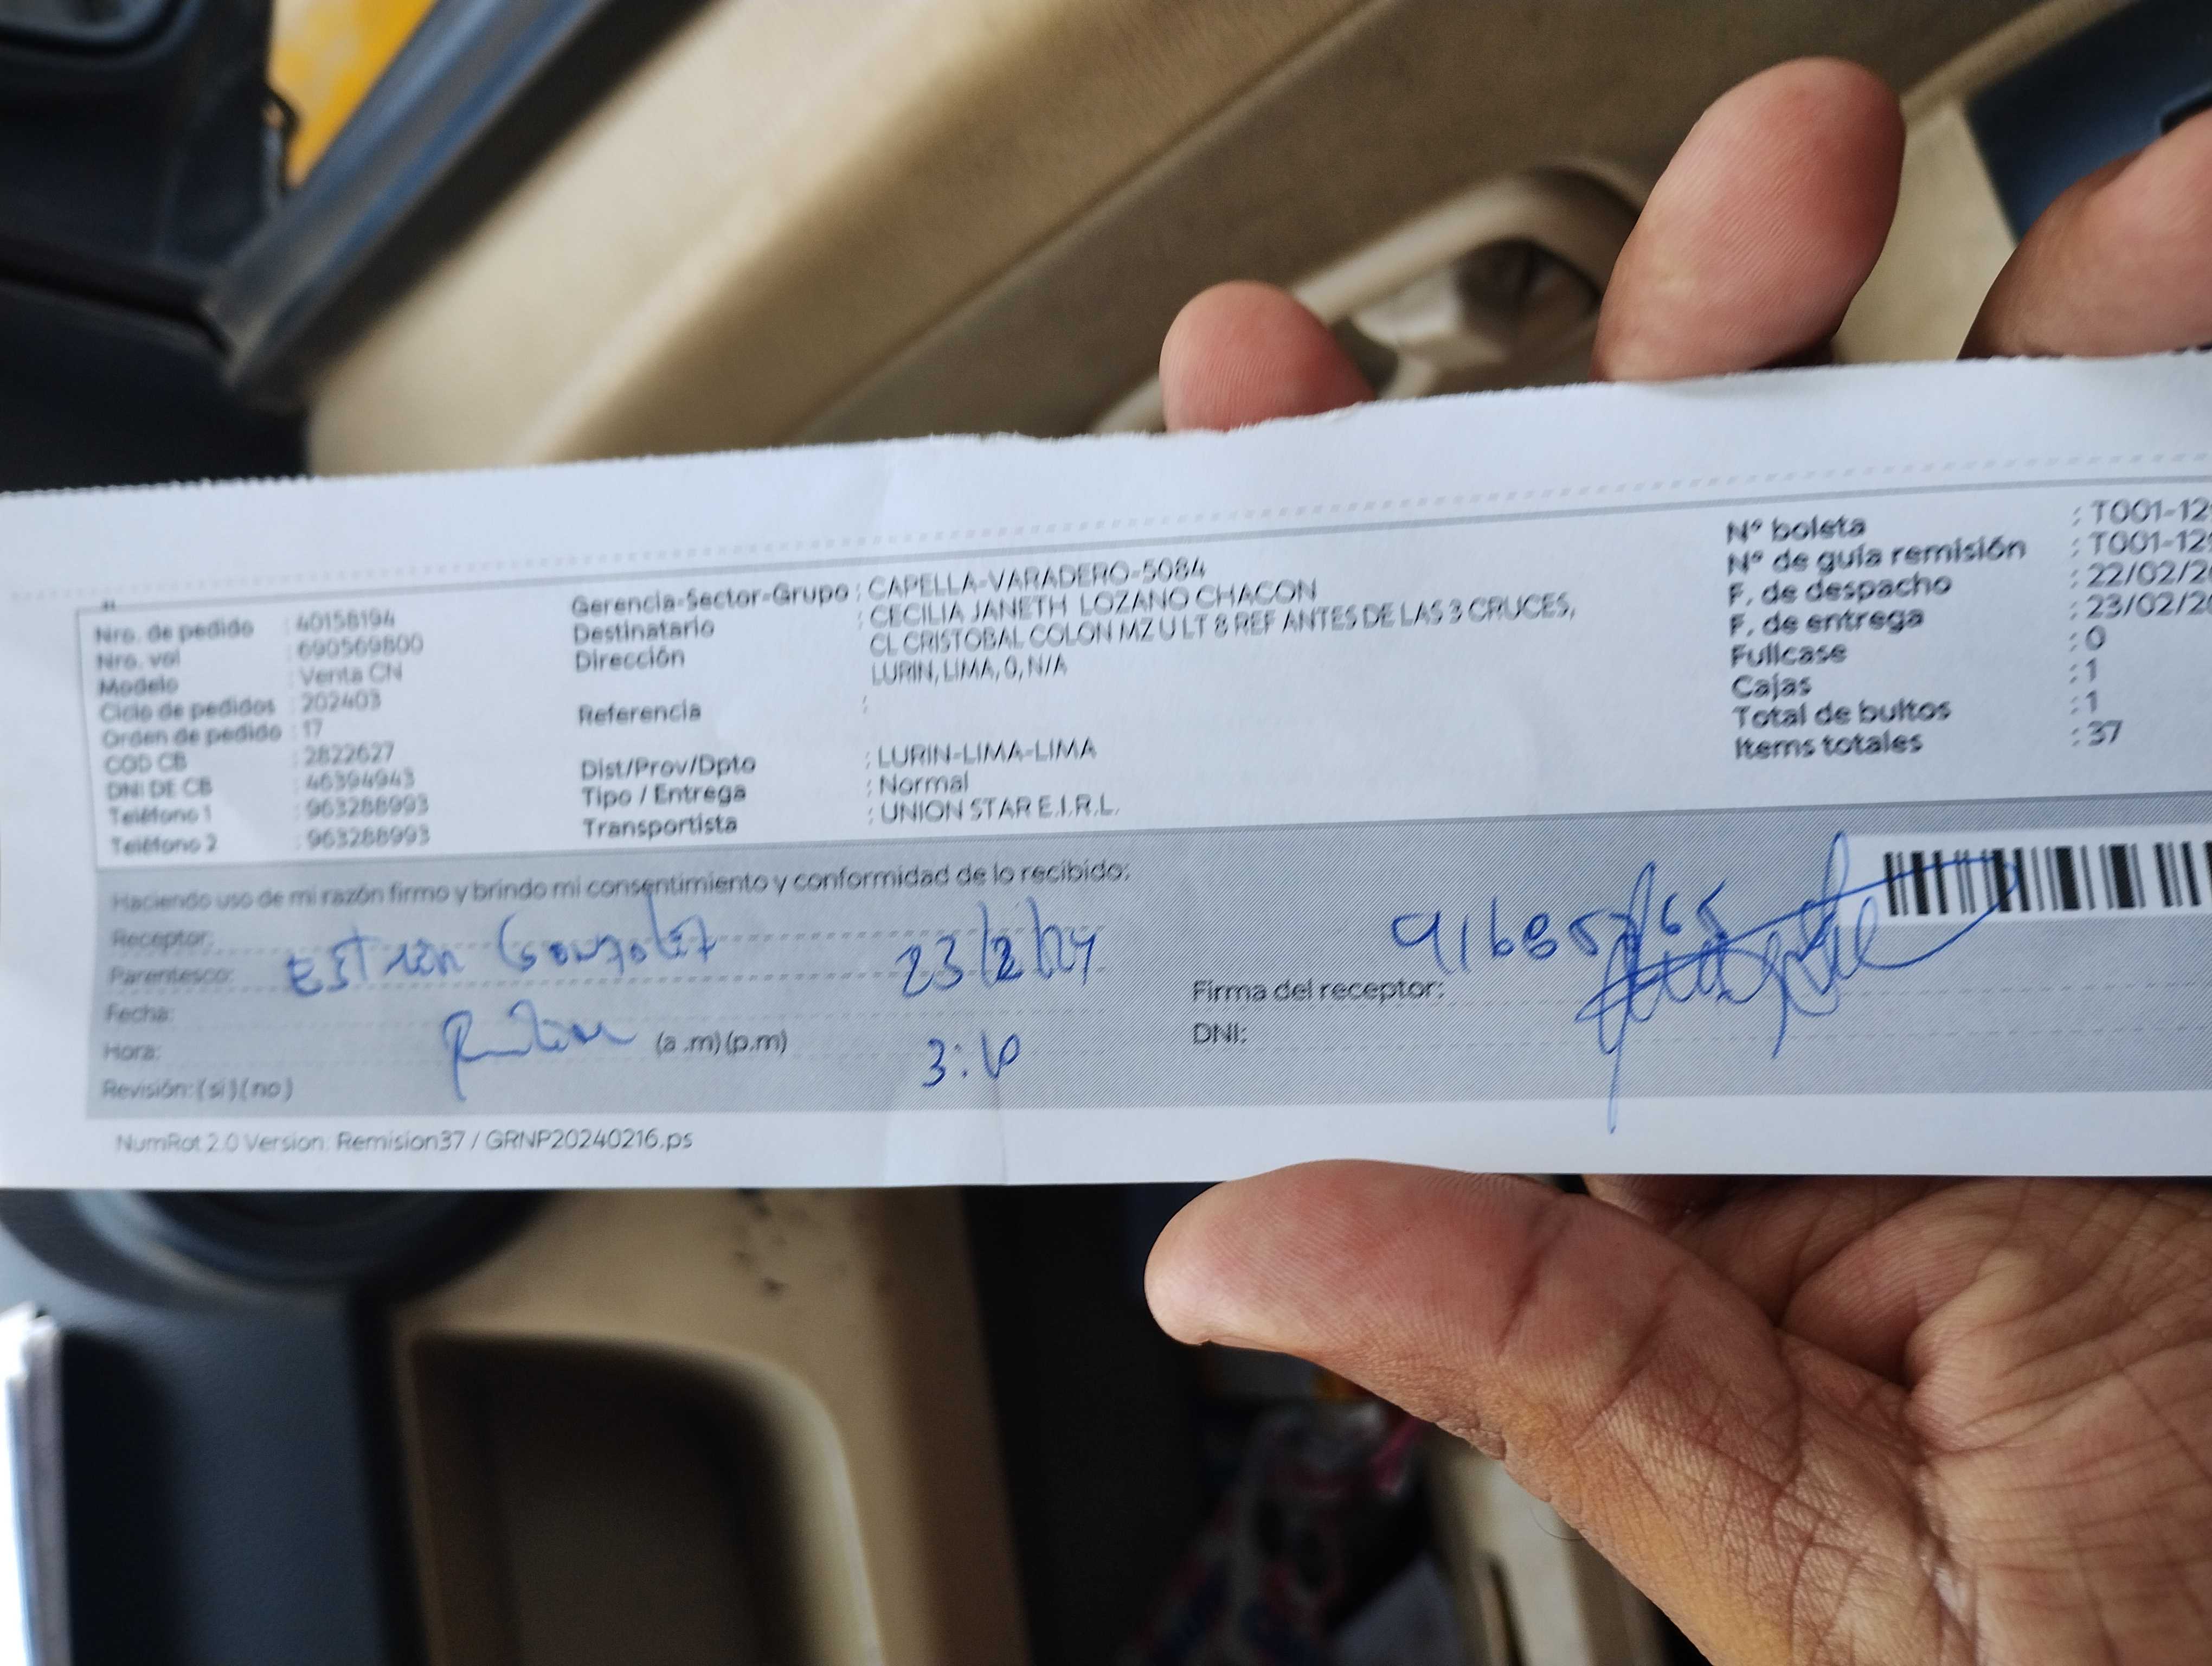 Nro. de pedido : 40158194
Nro. val : 690569800
Modelo : Venta CN
Ciclo de pedidos : 202403
Orden de pedido : 17
COD CB : 2822627
DNI DE CB : 46394943
Teléfono 1 : 963288993
Teléfono 2 : 963288993
Gerencia-Sector-Grupo : CAPELLA-VARADERO-5084
Destinatario : CECILIA JANETH LOZANO CHACON
Dirección CL CRISTOBAL COLON MZ U LT 8 REF ANTES DE LAS 3 CRUCES,
LURIN, LIMA, 0, N/A
Referencia :
Dist/Prov/Dpto : LURIN-LIMA-LIMA
Tipo / Entrega : Normal
Transportista : UNION STAR E.I.R.L.
Nº boleta : T001-12
Nº de guía remisión : T001-12
F. de despacho : 22/02/2
F. de entrega : 23/02/2
Fullcase : 0
Cajas : 1
Total de bultos : 1
Items totales : 37
Haciendo uso de mi razón firmo y brindo mi consentimiento y conformidad de lo recibido:
Receptor:
Parentesco: 23/2/24
Fecha:
Hora: (a .m) (p.m) 3:10
Revisión: ( si ) ( no )
Firma del receptor:
DNI:
NumRot 2.0 Version: Remision37 / GRNP20240216.ps